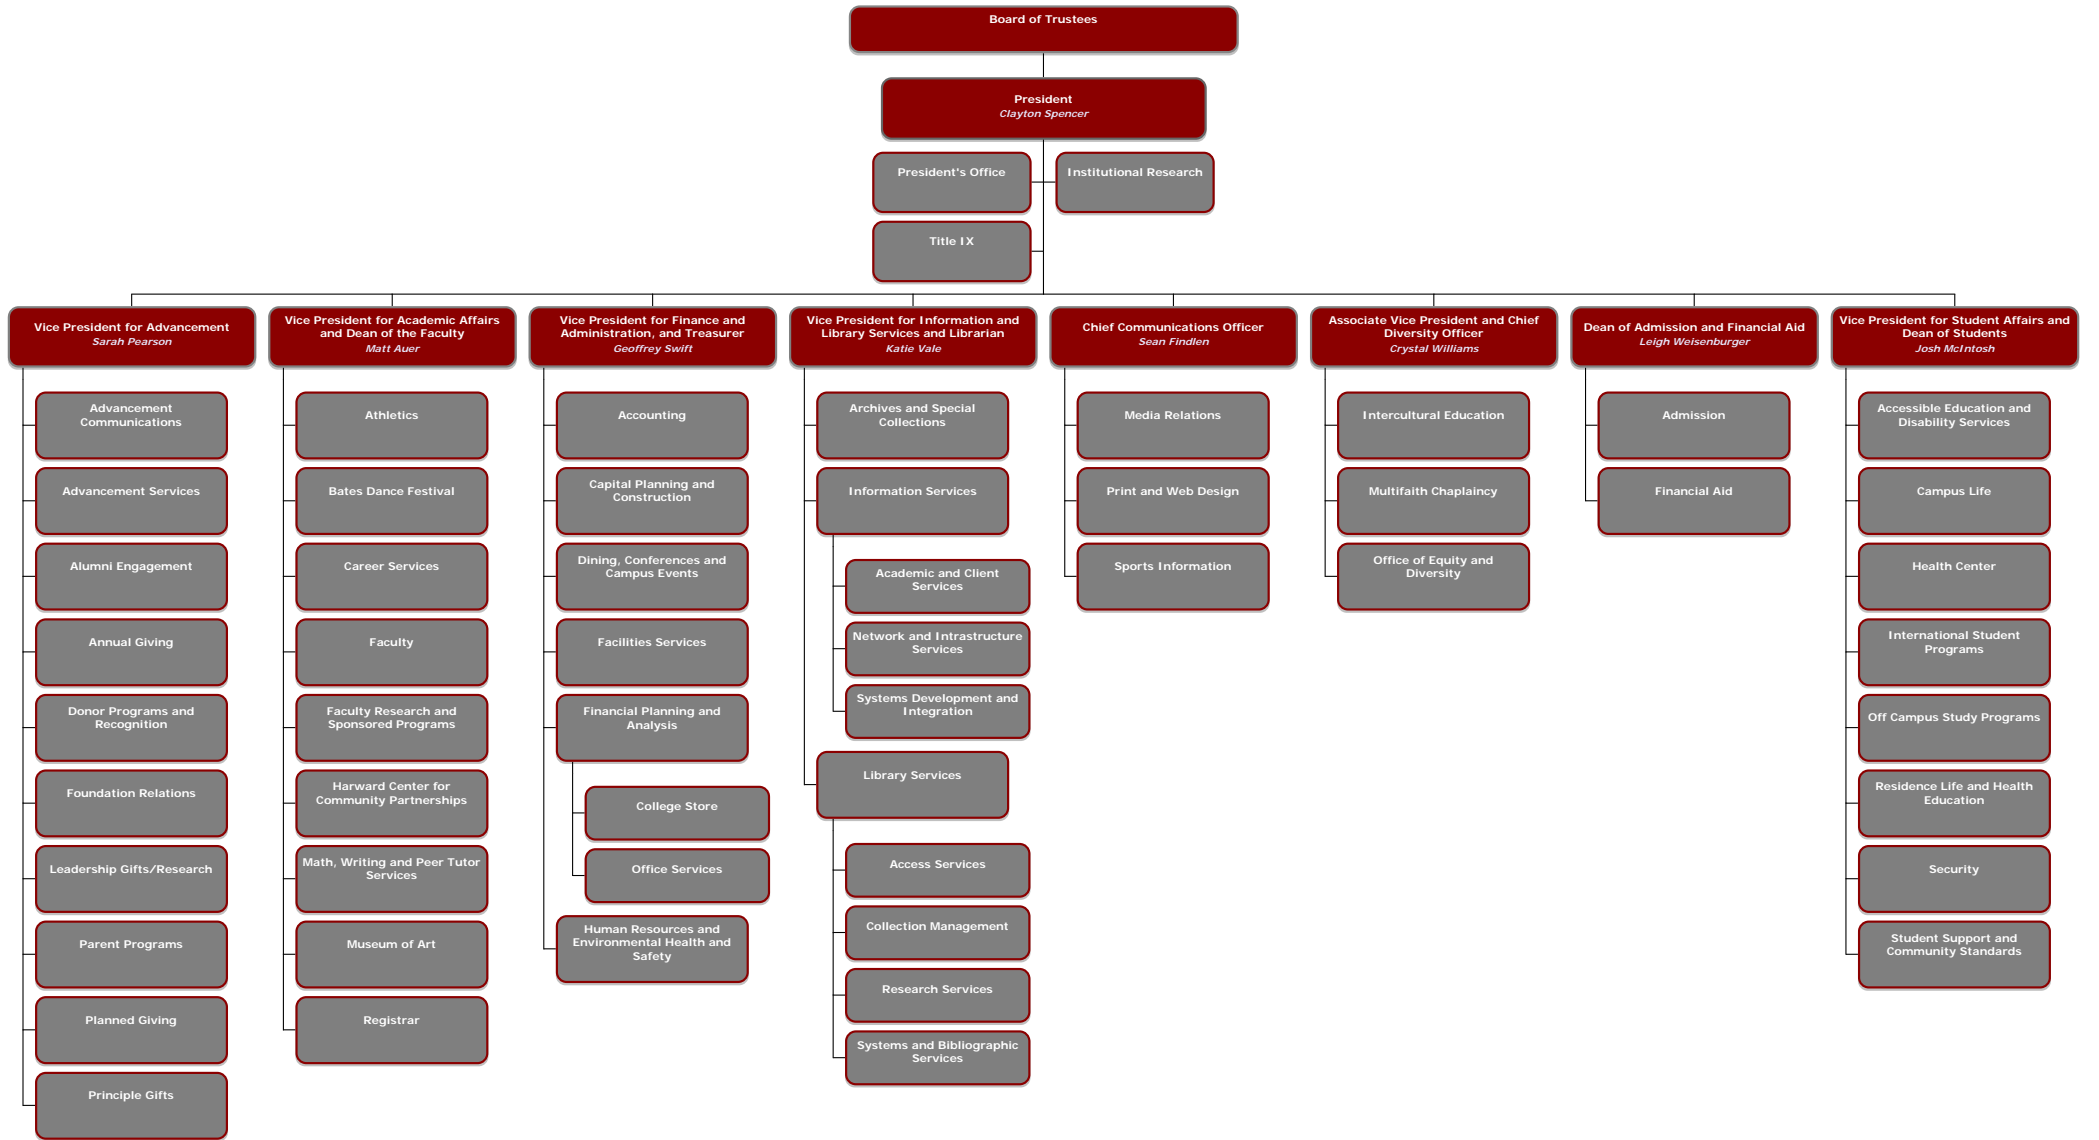 Board of Trustees
President
Clayton Spencer
President's Office
Institutional Research
Title IX
Vice President for Advancement
Sarah Pearson
Advancement
Communications
Advancement Services
Alumni Engagement
Annual Giving
Donor Programs and
Recognition
Foundation Relations
Leadership Gifts/Research
Parent Programs
Planned Giving
Principle Gifts
Vice President for Academic Affairs
and Dean of the Faculty
Matt Auer
Athletics
Bates Dance Festival
Career Services
Faculty
Faculty Research and
Sponsored Programs
Harward Center for
Community Partnerships
Math, Writing and Peer Tutor
Services
Museum of Art
Registrar
Vice President for Finance and
Administration, and Treasurer
Geoffrey Swift
Accounting
Capital Planning and
Construction
Dining, Conferences and
Campus Events
Facilities Services
Financial Planning and
Analysis
College Store
Office Services
Human Resources and
Environmental Health and
Safety
Vice President for Information and
Library Services and Librarian
Katie Vale
Archives and Special
Collections
Information Services
Academic and Client
Services
Network and Intrastructure
Services
Systems Development and
Integration
Library Services
Access Services
Collection Management
Research Services
Systems and Bibliographic
Services
Chief Communications Officer
Sean Findlen
Media Relations
Print and Web Design
Sports Information
Associate Vice President and Chief
Diversity Officer
Crystal Williams
Intercultural Education
Multifaith Chaplaincy
Office of Equity and
Diversity
Dean of Admission and Financial Aid
Leigh Weisenburger
Admission
Financial Aid
Vice President for Student Affairs and
Dean of Students
Josh McIntosh
Accessible Education and
Disability Services
Campus Life
Health Center
International Student
Programs
Off Campus Study Programs
Residence Life and Health
Education
Security
Student Support and
Community Standards